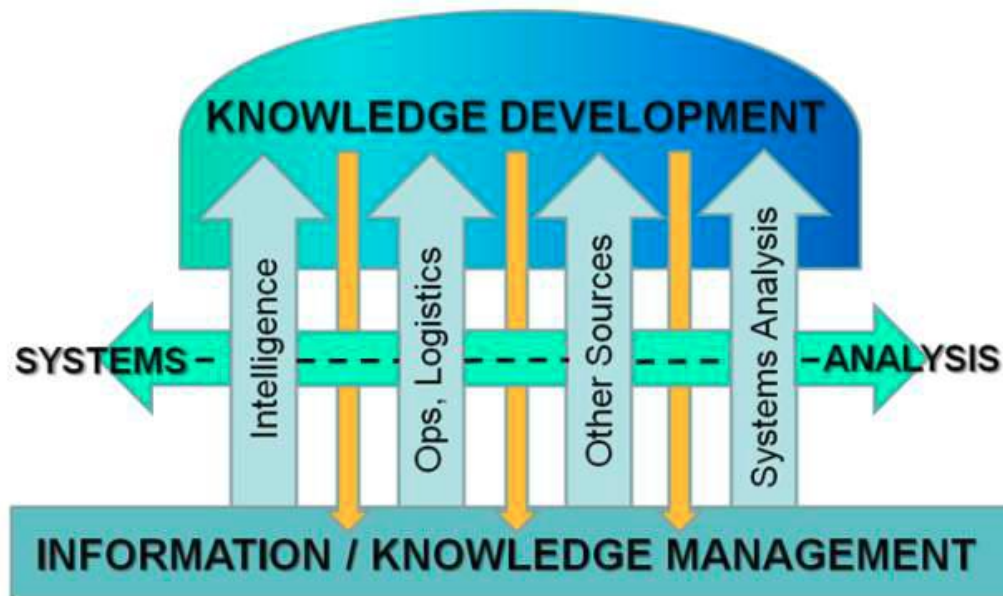 KNOWLEDGE DEVELOPMENT
Intelligence
Ops, Logistics
Other Sources
Systems Analysis
SYSTEMS
ANALYSIS
INFORMATION / KNOWLEDGE MANAGEMENT